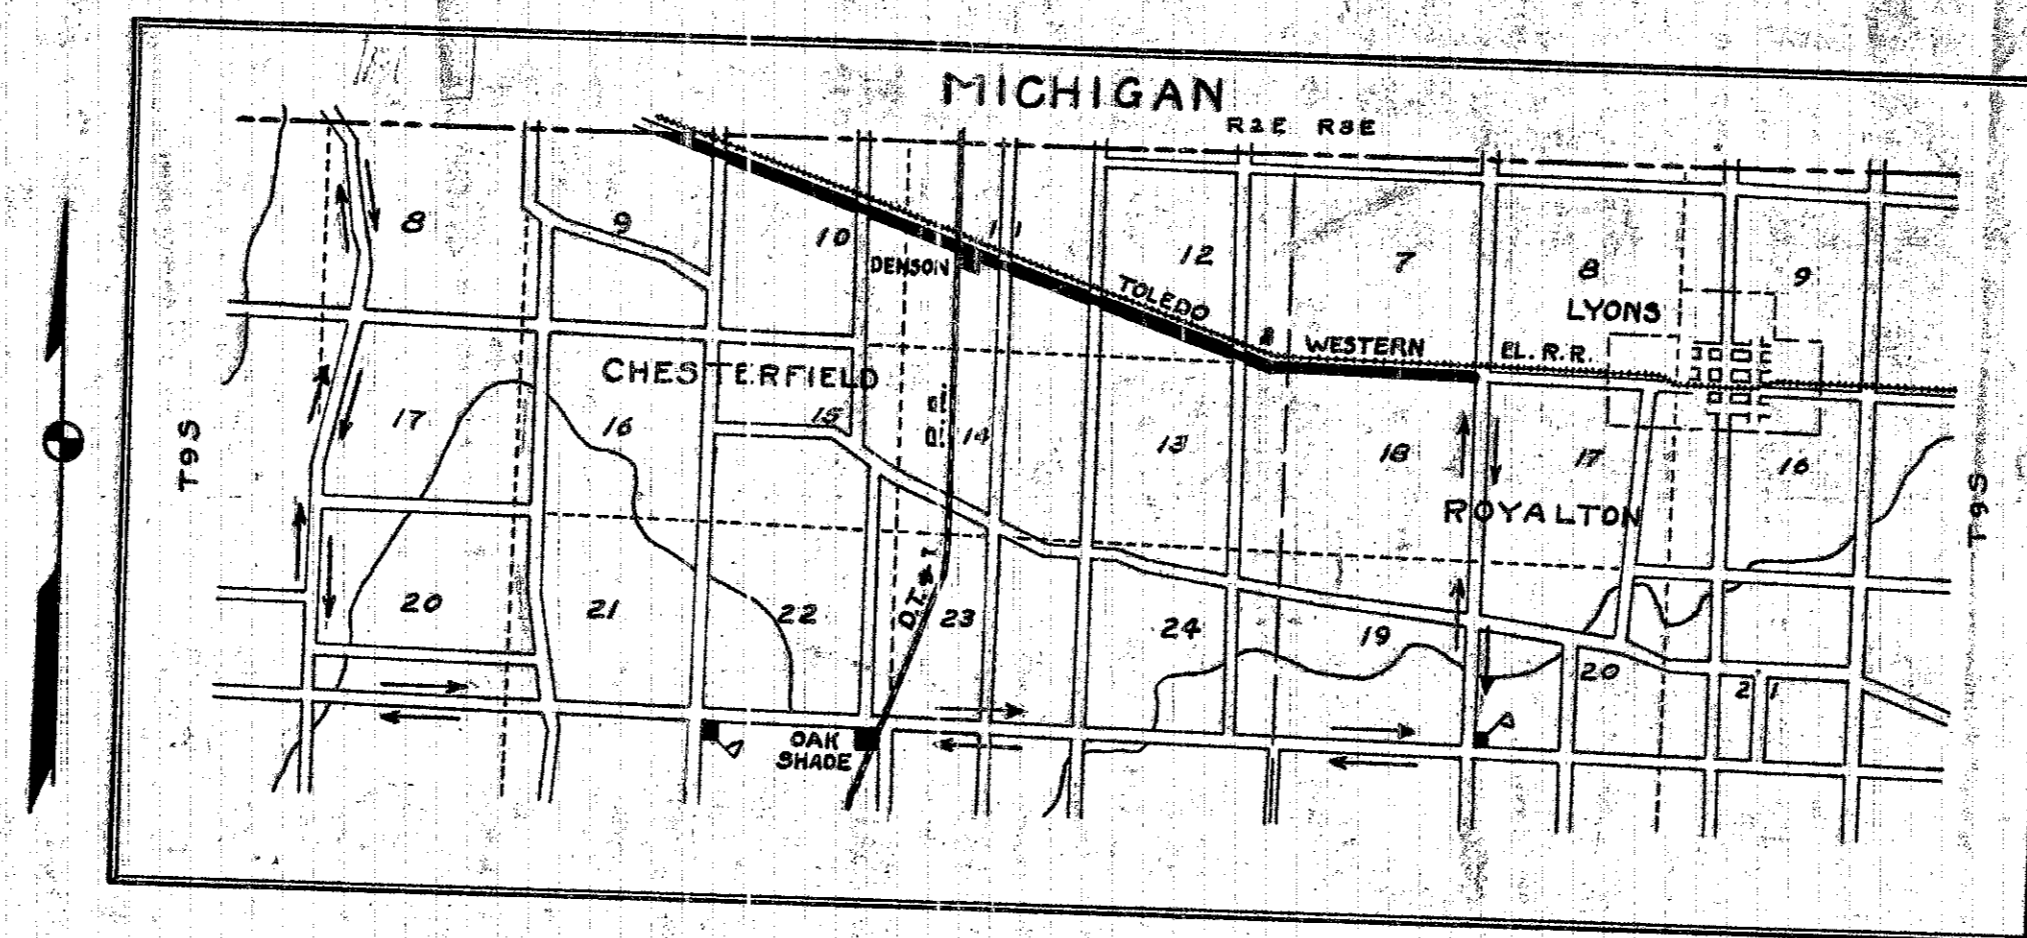 MICHIGAN
R2E R3E
8 9 10 11 12 7 8 9
DENSON
TOLEDO
WESTERN
EL. R.R.
LYONS
CHESTERFIELD
T9S
17 16 15 14 13 18 17 16
ROYALTON
T9S
20 21 22 23 24 19 20 21
D.T.&I
OAK
SHADE